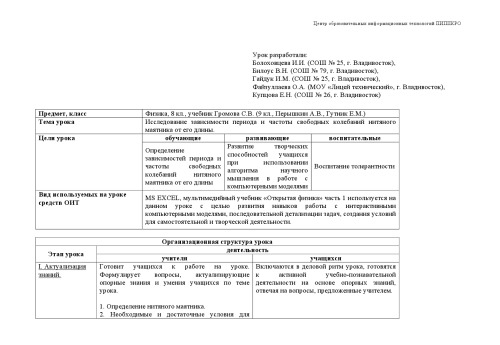 Центр образовательных информационных технологий ПИППКРО
Урок разработали:
Болоховцева И.И. (СОШ № 25, г. Владивосток),
Билоус В.Н. (СОШ № 79, г. Владивосток),
Гайдук И.М. (СОШ № 25, г. Владивосток),
Файзуллаева О.А. (МОУ «Лицей технический», г. Владивосток),
Купцова Е.Н. (СОШ № 26, г. Владивосток)
Предмет, класс Физика, 8 кл., учебник Громова С.В. (9 кл., Перышкин А.В., Гутник Е.М.)
Тема урока Исследование зависимости периода и частоты свободных колебаний нитяного
маятника от его длины.
Цели урока обучающие развивающие воспитательные
Определение
зависимостей периода и
частоты свободных
колебаний нитяного
маятника от его длины
Развитие творческих
способностей учащихся
при использовании
алгоритма научного
мышления в работе с
компьютерными моделями
Воспитание толерантности
Вид используемых на уроке
средств ОИТ
MS EXCEL, мультимедийный учебник «Открытая физика» часть 1 используется на
данном уроке с целью развития навыков работы с интерактивными
компьютерными моделями, последовательной детализации задач, создания условий
для самостоятельной и творческой деятельности.
Организационная структура урока
Этап урока деятельность
учителя учащихся
I. Актуализация
знаний.
Готовит учащихся к работе на уроке.
Формулирует вопросы, актуализирующие
опорные знания и умения учащихся по теме
урока.
1. Определение нитяного маятника.
2. Необходимые и достаточные условия для
Включаются в деловой ритм урока, готовятся
к активной учебно-познавательной
деятельности на основе опорных знаний,
отвечая на вопросы, предложенные учителем.